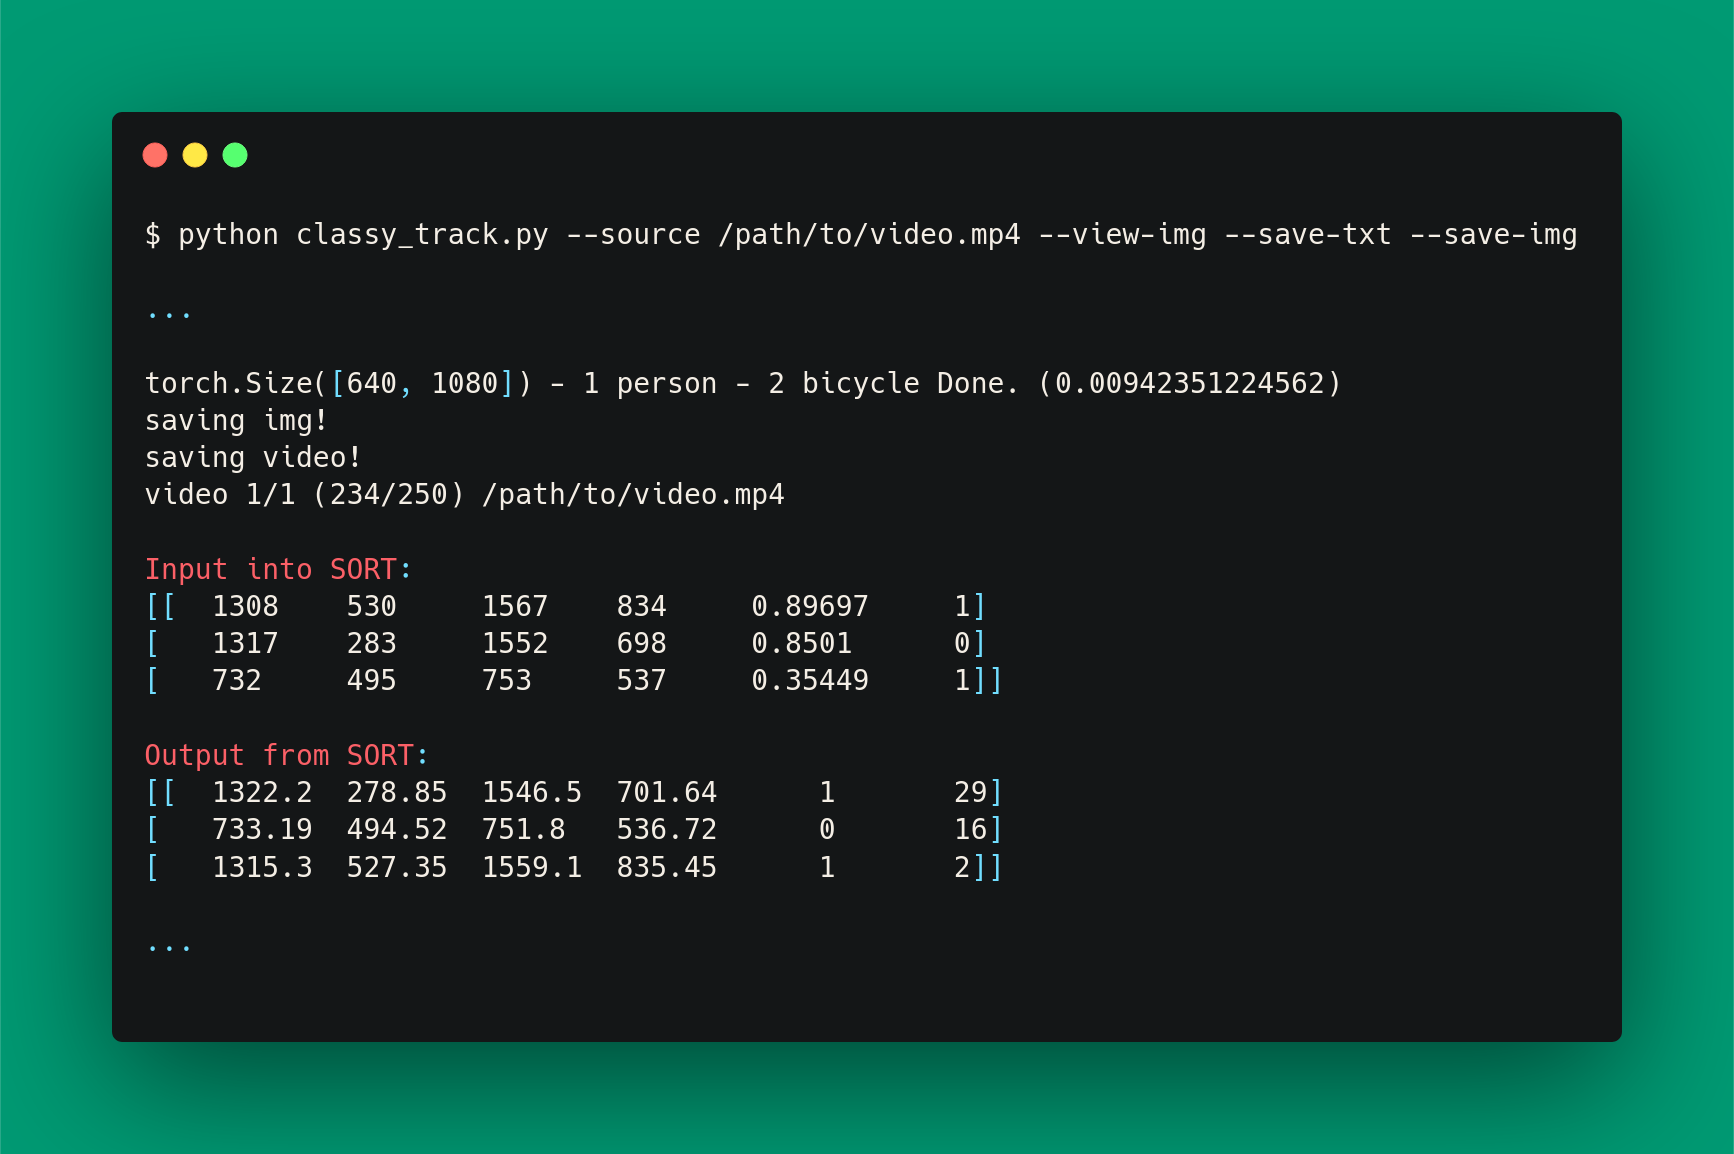 $ python classy_track.py --source /path/to/video.mp4 --view-img --save-txt --save-img
...
torch.Size([640, 1080]) - 1 person - 2 bicycle Done. (0.00942351224562)
saving img!
saving video!
video 1/1 (234/250) /path/to/video.mp4
Input into SORT:
[[  1308    530     1567    834     0.89697     1]
[   1317    283     1552    698     0.8501      0]
[   732     495     753     537     0.35449     1]]
Output from SORT:
[[  1322.2  278.85  1546.5  701.64      1       29]
[   733.19  494.52  751.8   536.72      0       16]
[   1315.3  527.35  1559.1  835.45      1       2]]
...